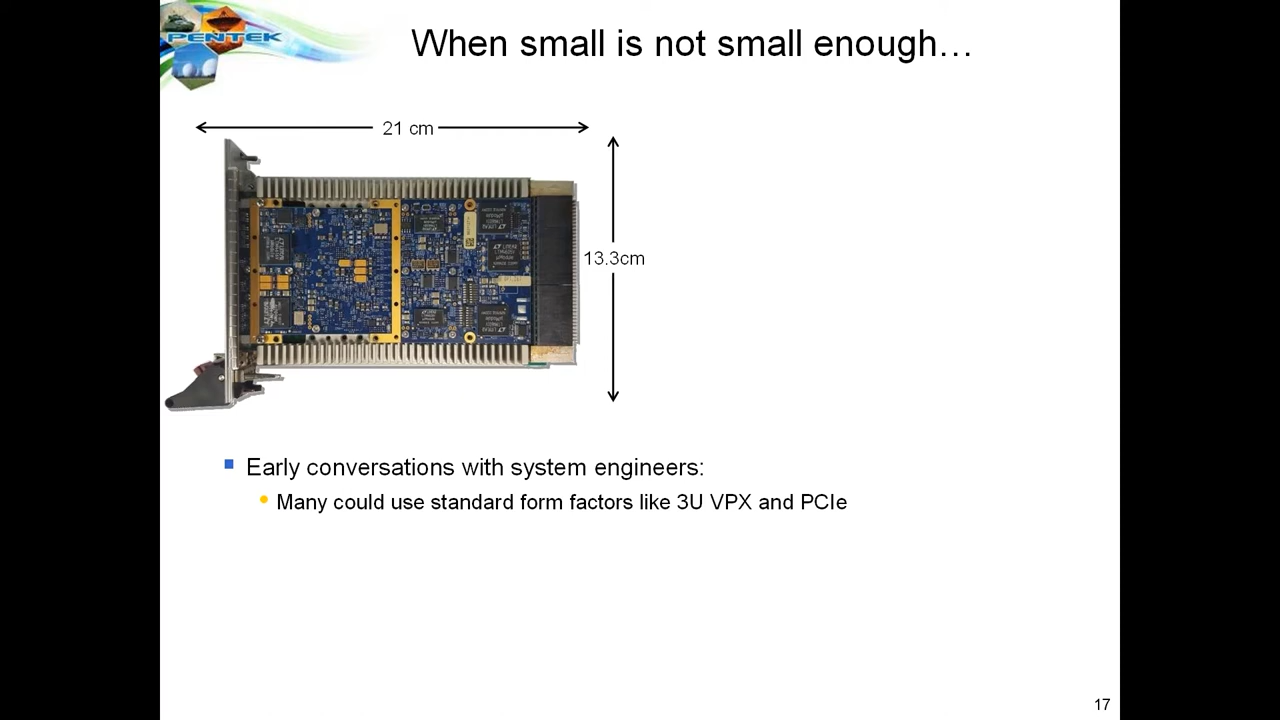 PENTEK
When small is not small enough…
21 cm
13.3cm
Early conversations with system engineers:
Many could use standard form factors like 3U VPX and PCIe
17